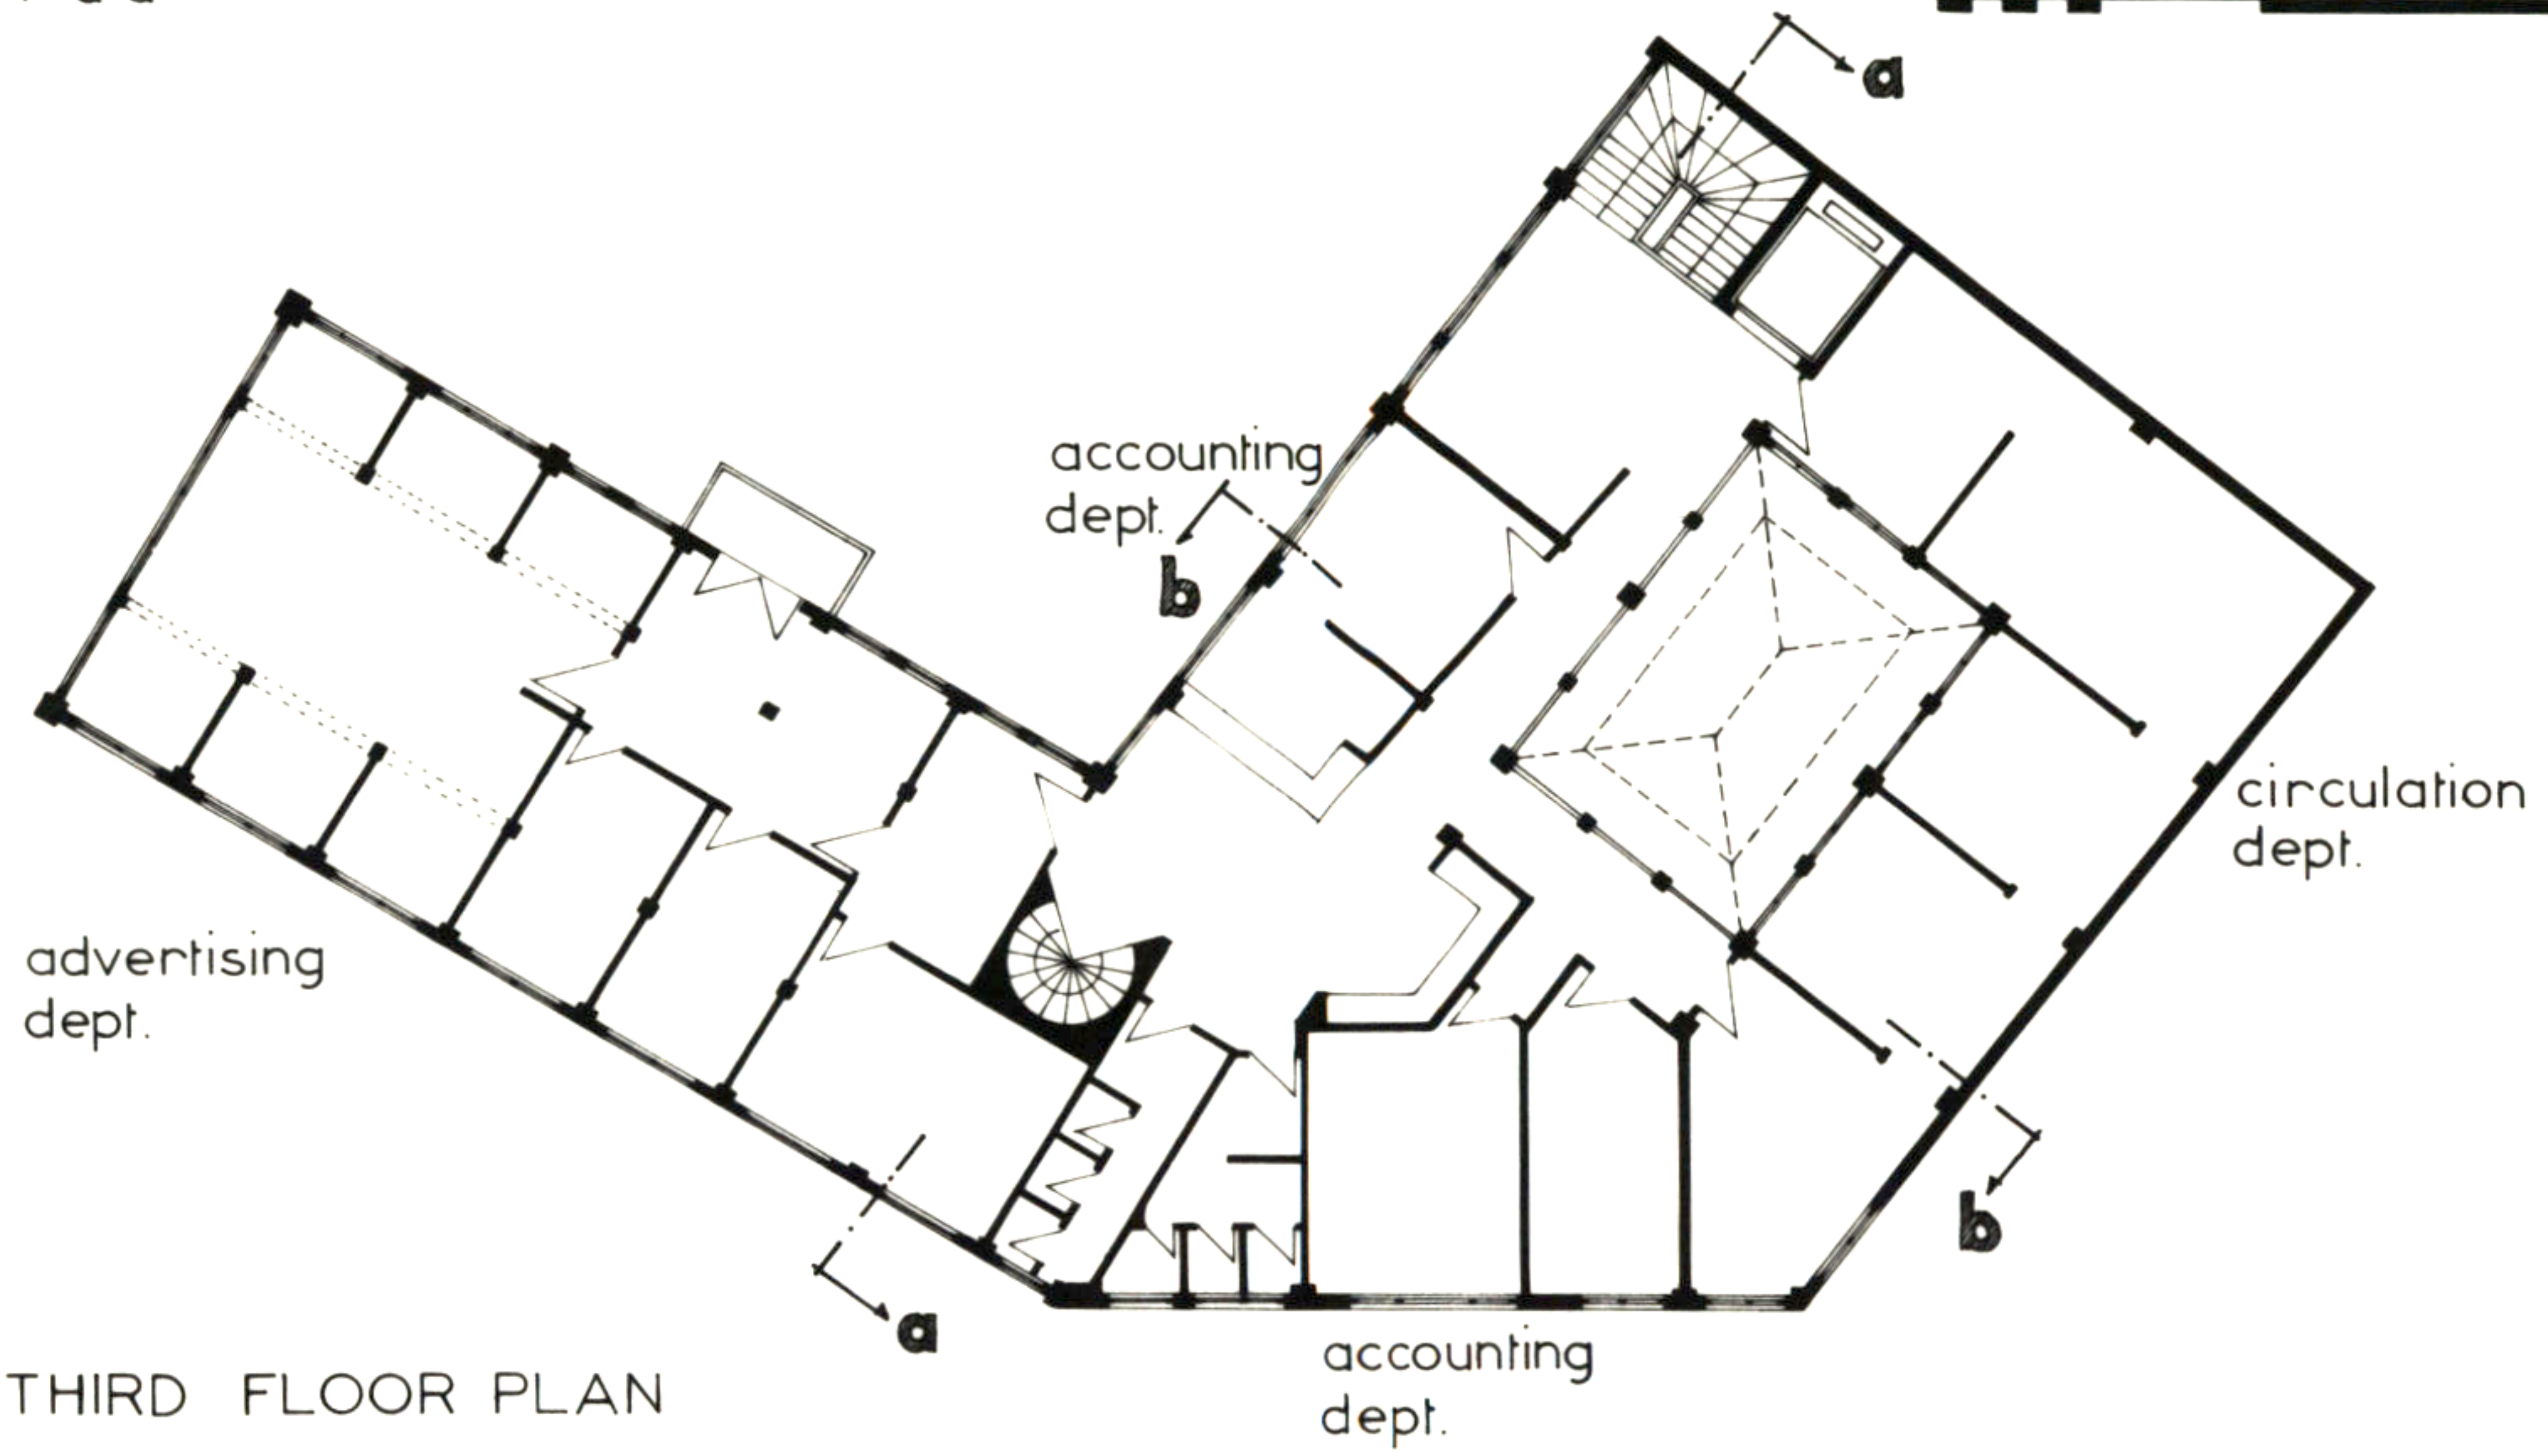 a
accounting
dept.
b
circulation
dept.
advertising
dept.
b
a
accounting
dept.
THIRD FLOOR PLAN